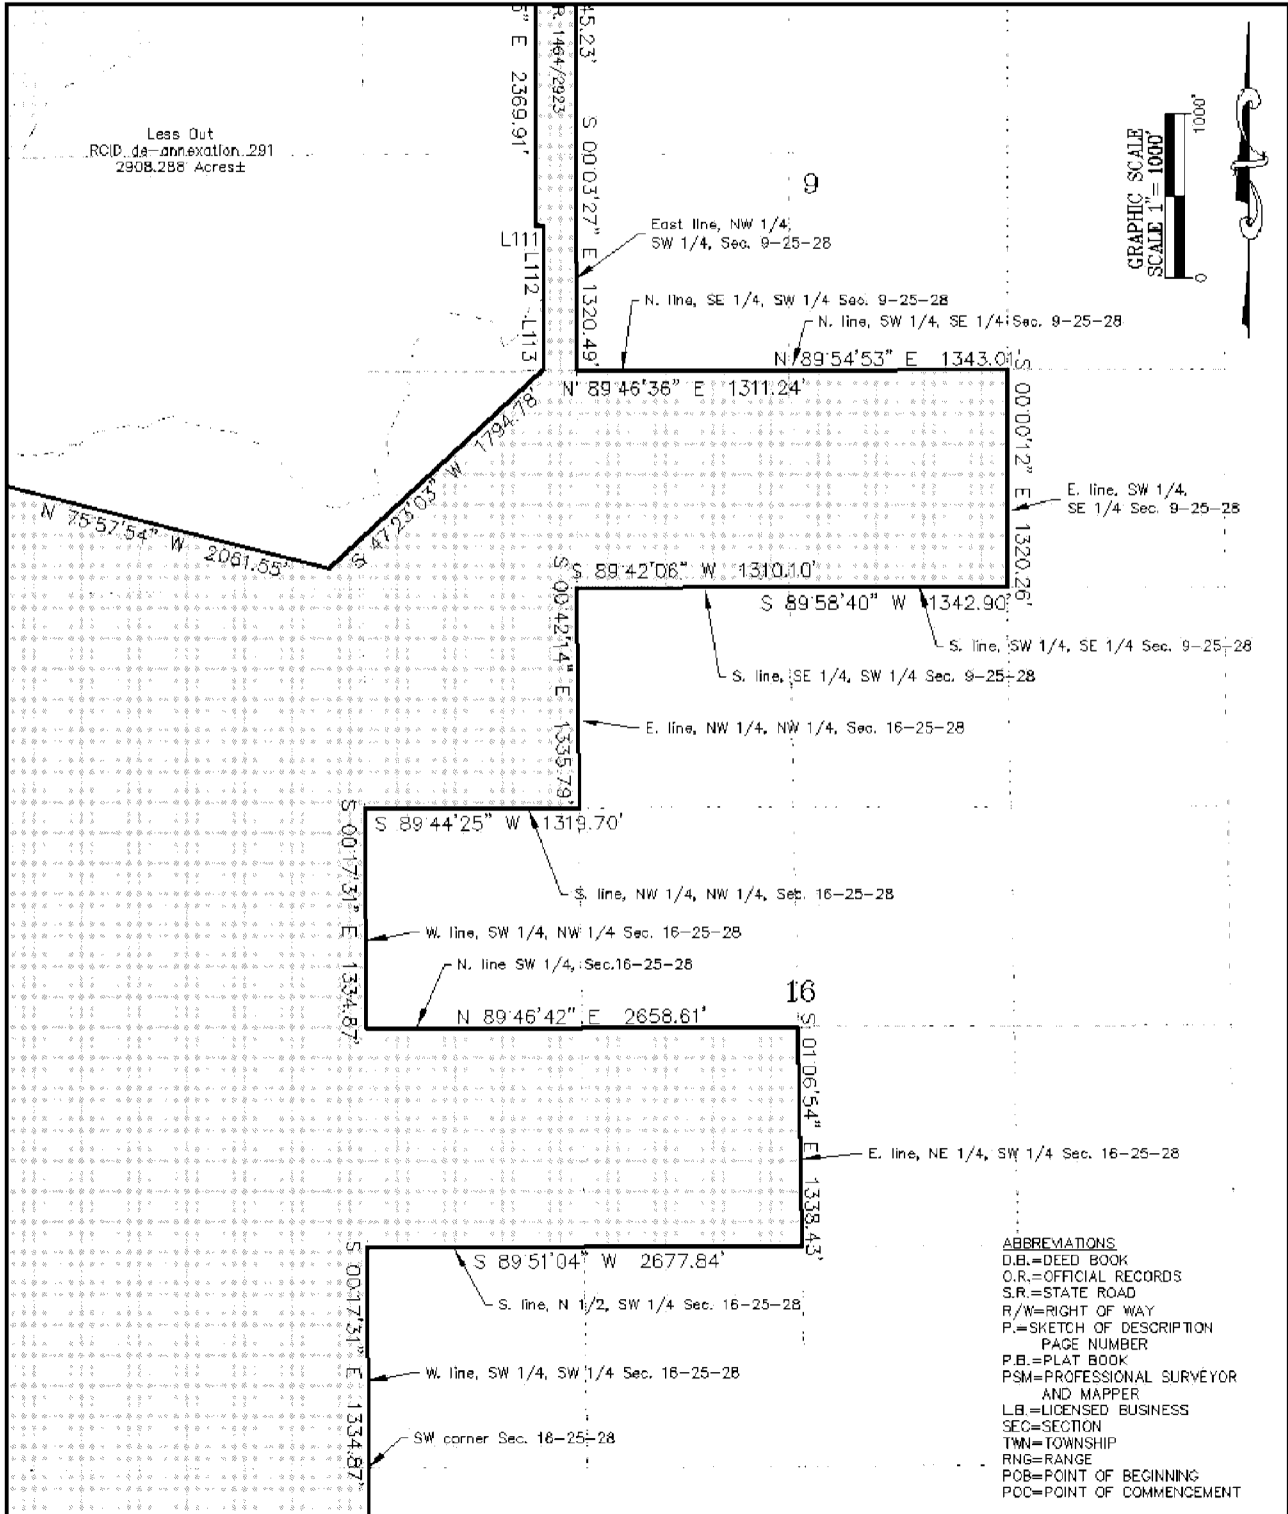 5" E 2369.91'
R. 1464/2923
45.23'
S 00°03'27" E 1320.49'
Less Out
RCID de-annexation 291
2908.288 Acres±
9
GRAPHIC SCALE
SCALE 1"= 1000'
0
1000'
East line, NW 1/4,
SW 1/4, Sec. 9-25-28
L111
L112
L113
N. line, SE 1/4, SW 1/4 Sec. 9-25-28
N. line, SW 1/4, SE 1/4 Sec. 9-25-28
N 89°54'53" E 1343.01'
N 89°46'36" E 1311.24'
S 00°00'12" E 1320.26'
S 47°23'03" W 1794.78'
N 75°57'54" W 2061.55'
E. line, SW 1/4,
SE 1/4 Sec. 9-25-28
S 89°42'06" W 1310.10'
S 89°58'40" W 1342.90'
S 00°42'14" E 1335.79'
S. line, SW 1/4, SE 1/4 Sec. 9-25-28
S. line, SE 1/4, SW 1/4 Sec. 9-25-28
E. line, NW 1/4, NW 1/4, Sec. 16-25-28
S 89°44'25" W 1319.70'
S 00°17'31" E 1334.87'
S. line, NW 1/4, NW 1/4, Sec. 16-25-28
W. line, SW 1/4, NW 1/4 Sec. 16-25-28
N. line SW 1/4, Sec.16-25-28
16
N 89°46'42" E 2658.61'
S 01°06'54" E 1338.43'
E. line, NE 1/4, SW 1/4 Sec. 16-25-28
S 89°51'04" W 2677.84'
S 00°17'31" E 1334.87'
S. line, N 1/2, SW 1/4 Sec. 16-25-28
W. line, SW 1/4, SW 1/4 Sec. 16-25-28
SW corner Sec. 16-25-28
ABBREVIATIONS
D.B.=DEED BOOK
O.R.=OFFICIAL RECORDS
S.R.=STATE ROAD
R/W=RIGHT OF WAY
P.=SKETCH OF DESCRIPTION
PAGE NUMBER
P.B.=PLAT BOOK
PSM=PROFESSIONAL SURVEYOR
AND MAPPER
L.B.=LICENSED BUSINESS
SEC=SECTION
TWN=TOWNSHIP
RNG=RANGE
POB=POINT OF BEGINNING
POC=POINT OF COMMENCEMENT